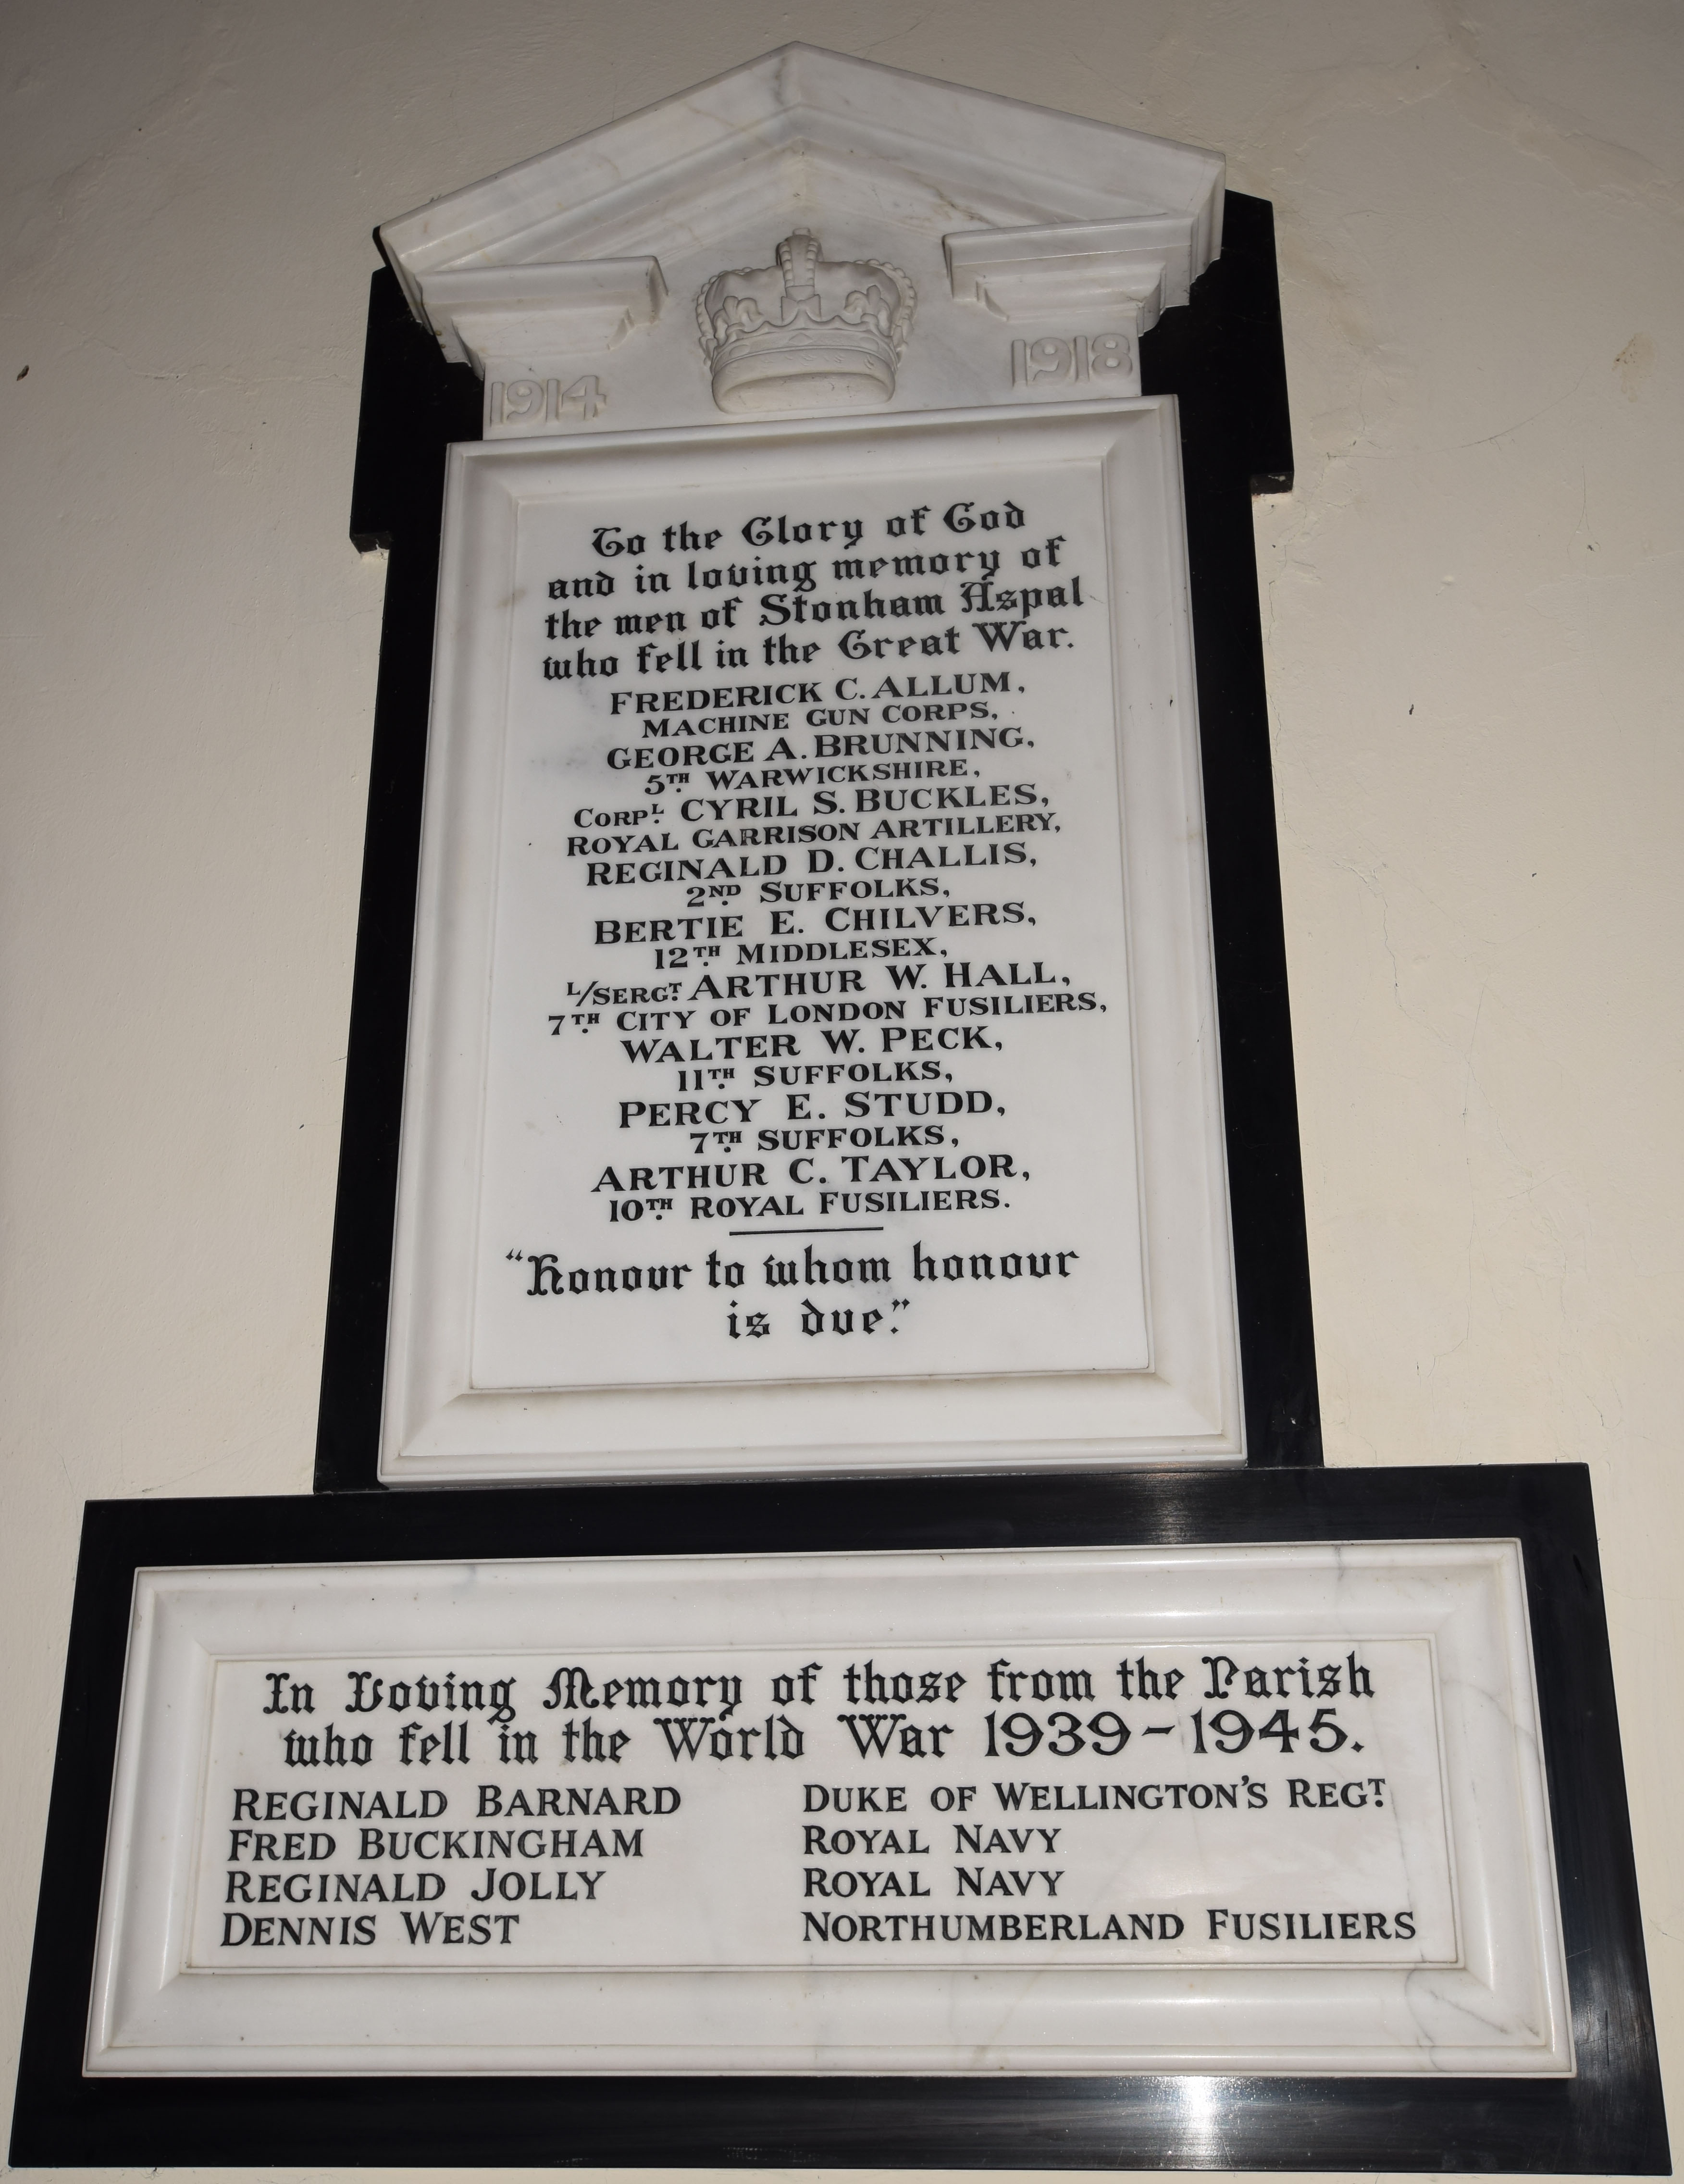 1914 1918
To the Glory of God
and in loving memory of
the men of Stonham Aspal
who fell in the Great War.
FREDERICK C. ALLUM,
MACHINE GUN CORPS,
GEORGE A. BRUNNING,
5TH WARWICKSHIRE,
CORPL CYRIL S. BUCKLES,
ROYAL GARRISON ARTILLERY,
REGINALD D. CHALLIS,
2ND SUFFOLKS,
BERTIE E. CHILVERS,
12TH MIDDLESEX,
L/SERGT ARTHUR W. HALL,
7TH CITY OF LONDON FUSILIERS,
WALTER W. PECK,
11TH SUFFOLKS,
PERCY E. STUDD,
7TH SUFFOLKS,
ARTHUR C. TAYLOR,
10TH ROYAL FUSILIERS.
"Honour to whom honour
is due."
In Loving Memory of those from the Parish
who fell in the World War 1939-1945.
REGINALD BARNARD DUKE OF WELLINGTON'S REGT
FRED BUCKINGHAM ROYAL NAVY
REGINALD JOLLY ROYAL NAVY
DENNIS WEST NORTHUMBERLAND FUSILIERS